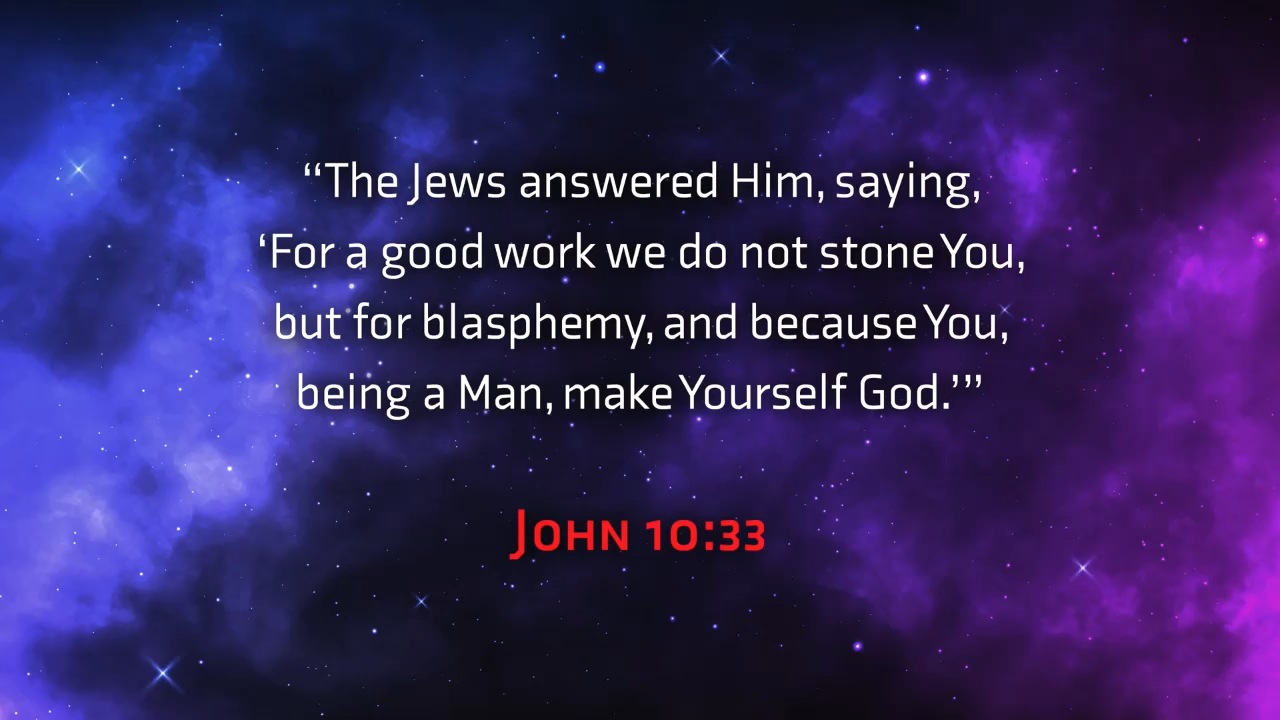 “The Jews answered Him, saying,
‘For a good work we do not stone You,
but for blasphemy, and because You,
being a Man, make Yourself God.’”
John 10:33